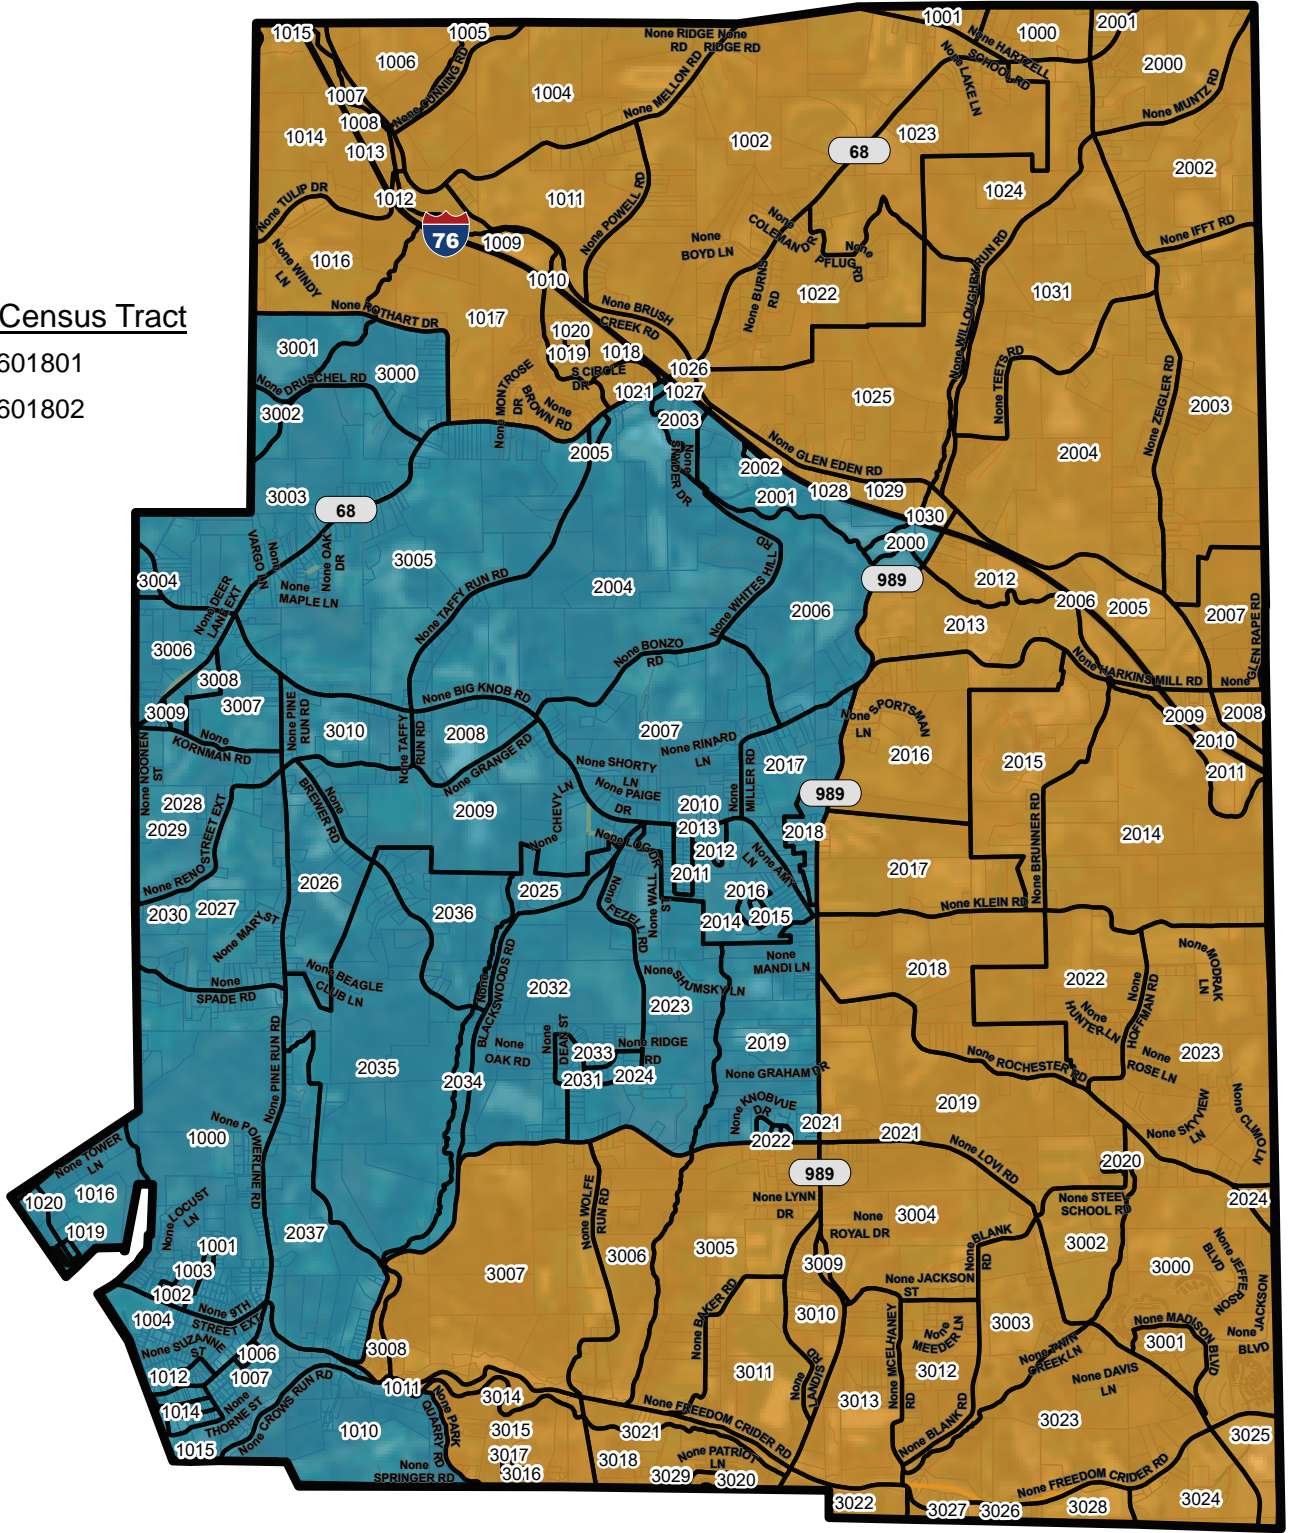 Census Tract
601801
601802
1015
1005
1001
1000
2001
None RIDGE None
RD RIDGE RD
None HARTZELL
SCHOOL RD
1006
None CUNNING RD
None MELLON RD
None LAKE LN
2000
1007
1004
None MUNTZ RD
1008
1014
1013
1002
68
1023
2002
None TULIP DR
1012
1011
None POWELL RD
1024
None IFFT RD
76
1009
None
COLEMAN DR
None
BOYD LN
None
PFLUG
RD
None WINDY
LN
1016
1010
None BURNS
RD
1022
None WILLOUGHBY RUN RD
1031
None ROTHART DR
1017
None BRUSH
CREEK RD
1020
1019
1018
3001
3000
S CIRCLE
DR
1026
None TEETS RD
None ZEIGLER RD
None DRUSCHEL RD
None MONTROSE
DR
None
BROWN RD
1021
1027
1025
2003
3002
2003
2005
None
SNYDER DR
None GLEN EDEN RD
2004
2002
3003
68
2001
1028
1029
1030
VARGO LN
None
None OAK
DR
3005
RD
2000
3004
None
MAPLE LN
None DEER
LANE EXT
None TAFFY RUN RD
2004
None WHITES HILL
989
2012
2006
2005
2006
2013
2007
None GLEN RAPE RD
3006
None BONZO
RD
None HARKINS MILL RD
3008
3007
None BIG KNOB RD
3009
None PINE
RUN RD
3010
None TAFFY
RUN RD
2008
2007
None SPORTSMAN
LN
2009
2008
None
KORNMAN RD
None GRANGE RD
None RINARD
LN
2016
2010
None NOONEN
ST
None SHORTY
LN
2017
2015
2011
2028
None
BREWER RD
2009
None CHEVY LN
None PAIGE
DR
None MILLER RD
989
2029
2010
2013
2018
2014
None RENO STREET EXT
None LOG DR
2012
None AMY
LN
None BRUNNER RD
2026
2011
2017
2030
2027
2025
2016
None KLEIN RD
None MARY ST
2036
None
FEZELL RD
None WALL
ST
2014
2015
None
MANDI LN
2018
2022
None MODRAK
LN
None BEAGLE
CLUB LN
None
SPADE RD
None
BLACKSWOODS RD
2032
None SHUMSKY LN
2023
None
HUNTER LN
None
HOFFMAN RD
None PINE RUN RD
None
OAK RD
None
DEAN ST
2033
None RIDGE
RD
2019
None ROCHESTER RD
None
ROSE LN
2023
2035
2034
2031
2024
None GRAHAM DR
None KNOBVUE
DR
2019
None SKYVIEW
LN
None CLIMO LN
1000
None POWERLINE RD
2022
2021
2021
None LOVI RD
2020
None TOWER
LN
989
1020
1016
None LOCUST
LN
None WOLFE
RUN RD
None LYNN
DR
None
ROYAL DR
3004
None STEEL
SCHOOL RD
2024
1019
2037
1001
3006
3005
3009
None BLANK
RD
3002
3000
None JEFFERSON
BLVD
1003
3007
None JACKSON
ST
1002
None BAKER RD
3010
3003
None JACKSON
BLVD
1004
None 9TH
STREET EXT
None MCELHANEY
RD
None
MEEDER LN
None MADISON
BLVD
3001
None SUZANNE
ST
1006
3008
None TWIN
CREEK LN
1012
1007
1011
3011
None
LANDIS RD
3012
None DAVIS
LN
1014
None
THORNE ST
None CROWS RUN RD
None PARK
QUARRY RD
3014
None FREEDOM CRIDER RD
3013
3023
1015
1010
3015
3021
None BLANK RD
3025
None
SPRINGER RD
3017
3016
3018
None PATRIOT
LN
3029
3020
None FREEDOM CRIDER RD
3022
3027
3026
3028
3024